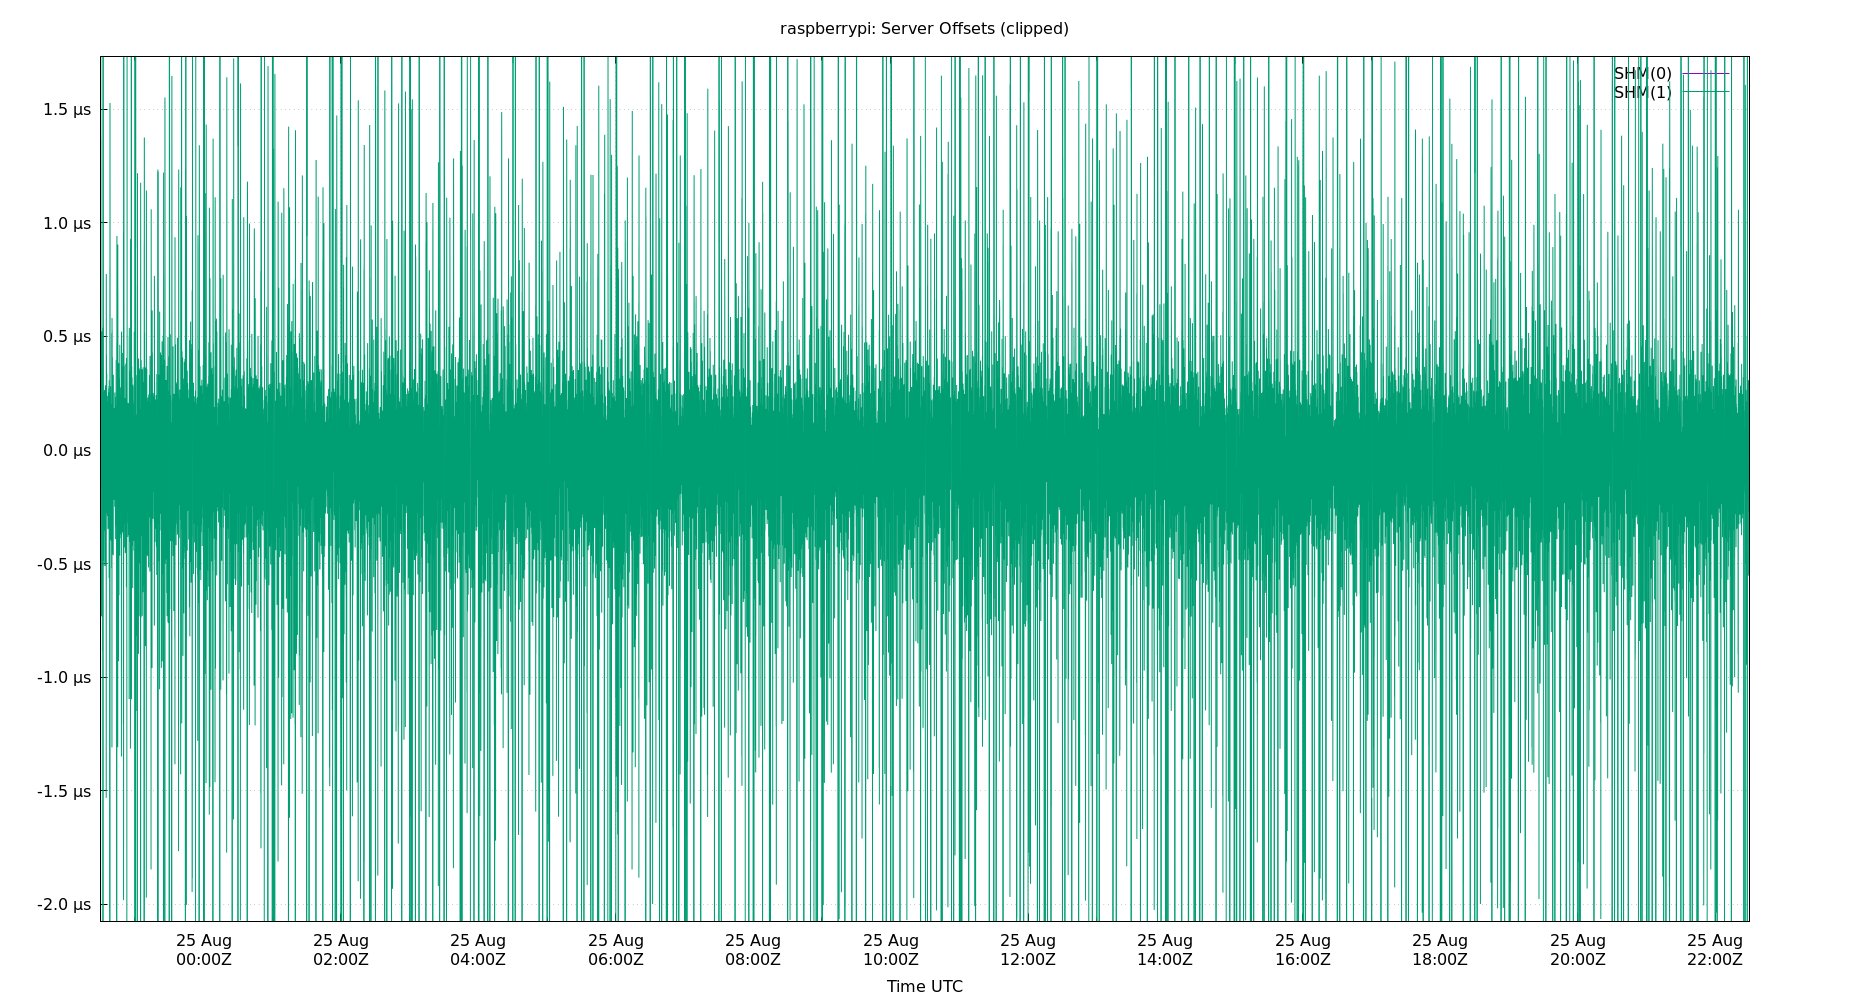 raspberrypi: Server Offsets (clipped)
SHM(0)
SHM(1)
1.5 µs
1.0 µs
0.5 µs
0.0 µs
-0.5 µs
-1.0 µs
-1.5 µs
-2.0 µs
25 Aug 25 Aug 25 Aug 25 Aug 25 Aug 25 Aug 25 Aug 25 Aug 25 Aug 25 Aug 25 Aug 25 Aug
00:00Z 02:00Z 04:00Z 06:00Z 08:00Z 10:00Z 12:00Z 14:00Z 16:00Z 18:00Z 20:00Z 22:00Z
Time UTC